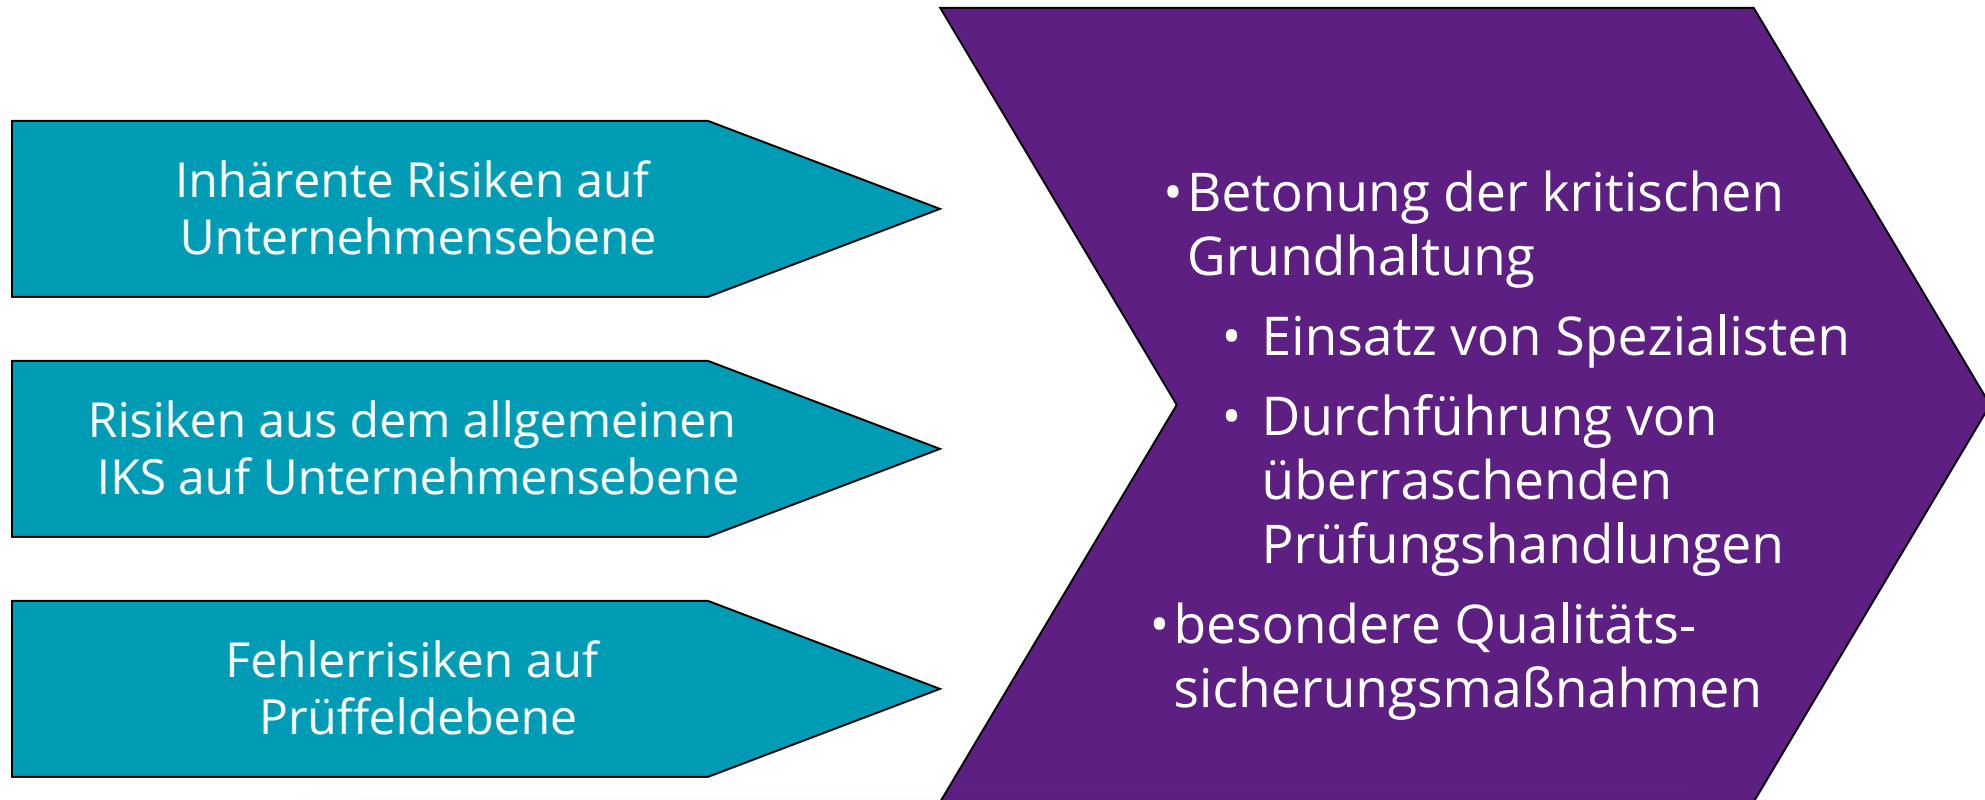 Inhärente Risiken auf
Unternehmensebene
Risiken aus dem allgemeinen
IKS auf Unternehmensebene
Fehlerrisiken auf
Prüffeldebene
•Betonung der kritischen
Grundhaltung
• Einsatz von Spezialisten
• Durchführung von
überraschenden
Prüfungshandlungen
•besondere Qualitäts-
sicherungsmaßnahmen